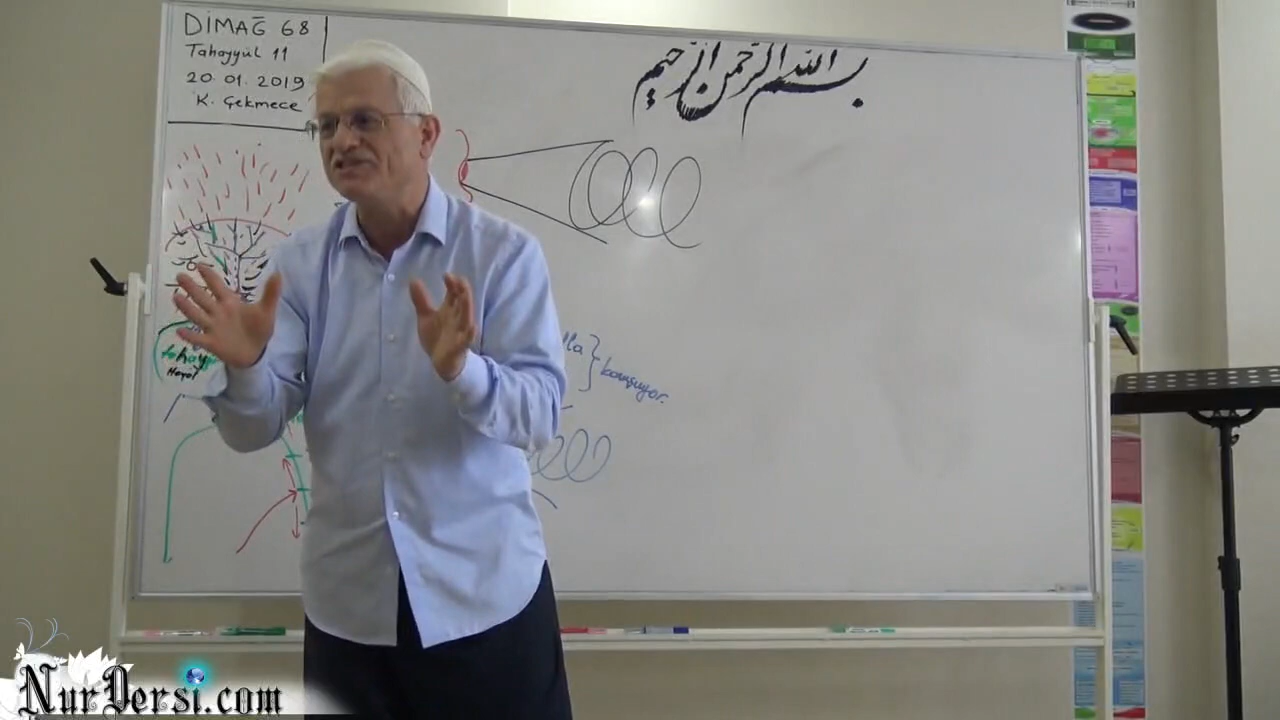 DİMAĞ 68
Tahayyül 11
20.01.2019
K. Çekmece
بسم الله الرحمن الرحيم
Hayal
konuşuyor.
NurDersi.com